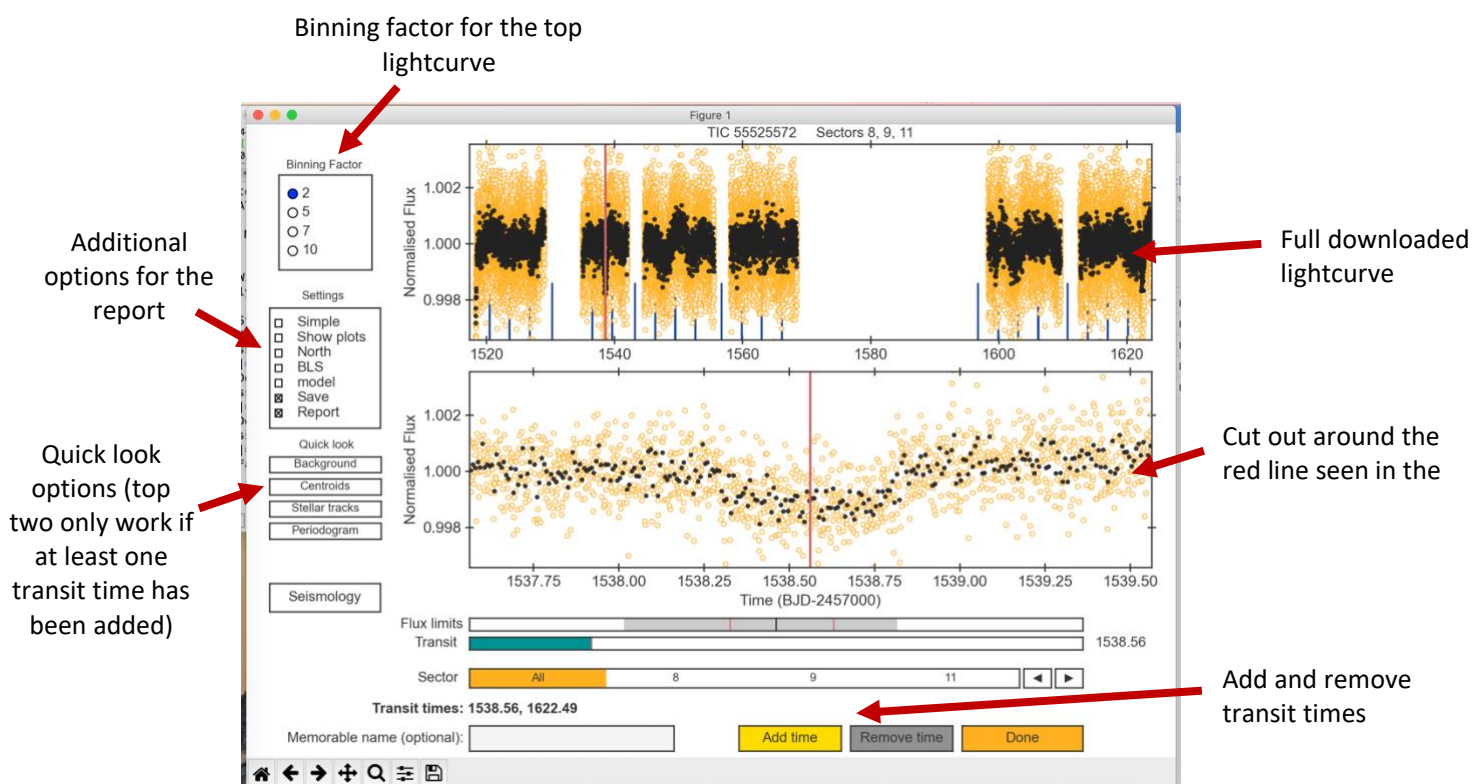 Binning factor for the top
lightcurve
Figure 1
TIC 55525572 Sectors 8, 9, 11
Binning Factor
2
5
7
10
Additional
options for the
report
Settings
Simple
Show plots
North
BLS
model
Save
Report
Normalised Flux
1.002
1.000
0.998
1520 1540 1560 1580 1600 1620
Full downloaded
lightcurve
Quick look
options (top
two only work if
at least one
transit time has
been added)
Quick look
Background
Centroids
Stellar tracks
Periodogram
Seismology
Normalised Flux
1.002
1.000
0.998
1537.75 1538.00 1538.25 1538.50 1538.75 1539.00 1539.25 1539.50
Time (BJD-2457000)
Cut out around the
red line seen in the
Flux limits
Transit 1538.56
Sector All 8 9 11 ◄ ►
Transit times: 1538.56, 1622.49
Memorable name (optional): Add time Remove time Done
Add and remove
transit times